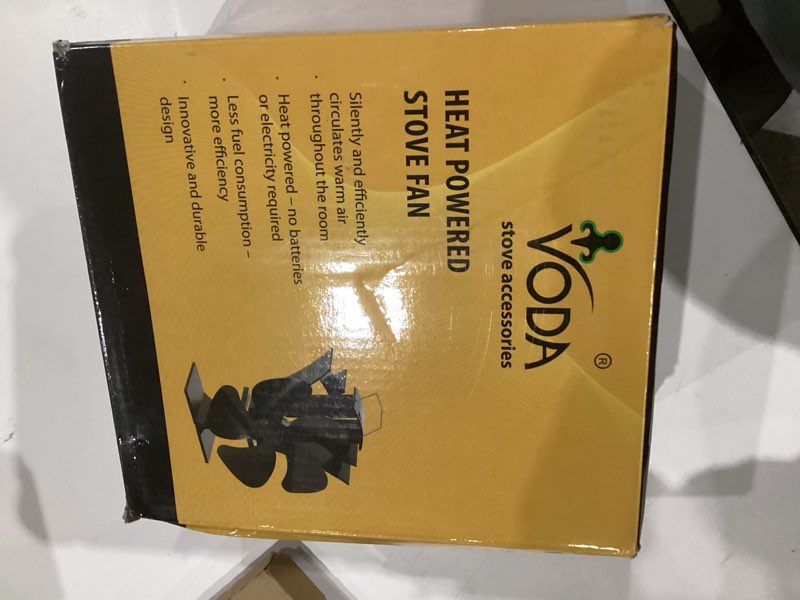 VODA ®
stove accessories
HEAT POWERED
STOVE FAN
· Silently and efficiently
circulates warm air
throughout the room
· Heat powered – no batteries
or electricity required
· Less fuel consumption –
more efficiency
· Innovative and durable
design